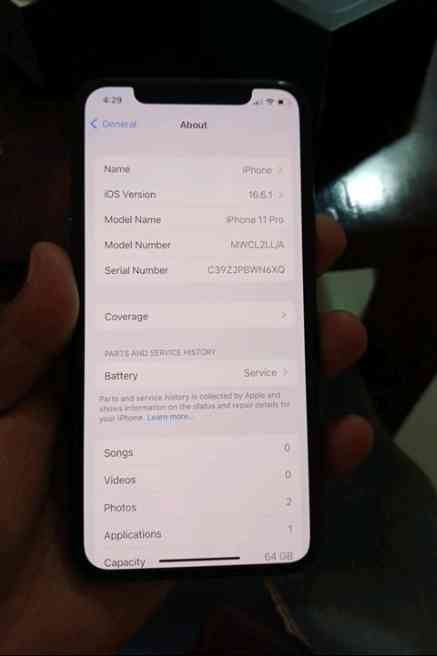 4:29
General
About
Name iPhone
iOS Version 16.6.1
Model Name iPhone 11 Pro
Model Number MWCL2LL/A
Serial Number C39ZJPBWN6XQ
Coverage
PARTS AND SERVICE HISTORY
Battery Service
Parts and service history is collected by Apple and
shows information on the status and repair details for
your iPhone. Learn more...
Songs 0
Videos 0
Photos 2
Applications 1
Capacity 64 GB